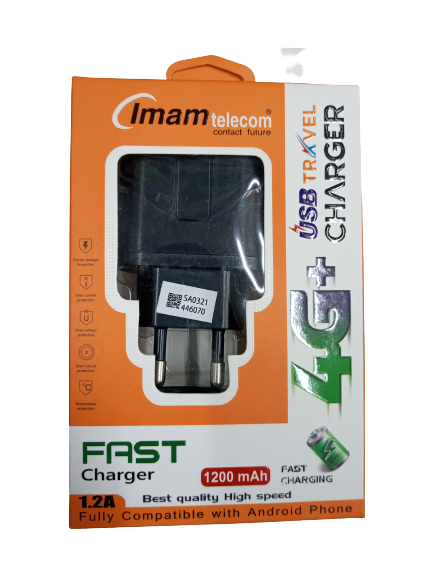 Imam telecom®
contact future
USB TRAVEL
CHARGER
4G+
SA0321
446070
FAST
Charger
1200 mAh
FAST
CHARGING
1.2A
Best quality High speed
Fully Compatible with Android Phone